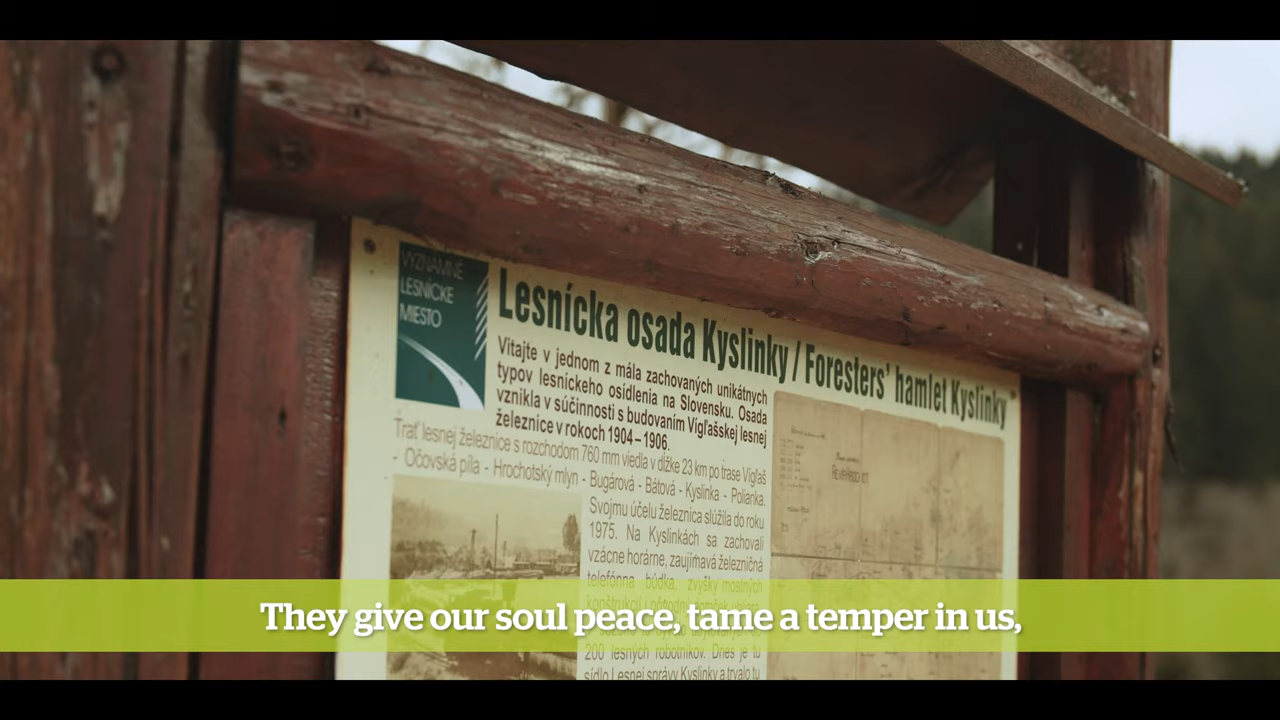 VÝZNAMNÉ
LESNÍCKE
MIESTO
Lesnícka osada Kyslinky / Foresters' hamlet Kyslinky
Vitajte v jednom z mála zachovaných unikátnych
typov lesníckeho osídlenia na Slovensku. Osada
vznikla v súčinnosti s budovaním Vígľašskej lesnej
železnice v rokoch 1904 – 1906.
Trať lesnej železnice s rozchodom 760 mm viedla v dĺžke 23 km po trase Vígľaš
- Očovská píla - Hrochotský mlyn - Bugárová - Bátová - Kyslinka - Polianka.
Svojmu účelu železnica slúžila do roku
1975. Na Kyslinkách sa zachovali
vzácne horárne, zaujímavá železničná
telefónna búdka, zvyšky mostných
konštrukcií i pôvodný
200 lesných robotníkov. Dnes je tu
sídlo Lesnej správy Kyslinky a trvalo tu
They give our soul peace, tame a temper in us,